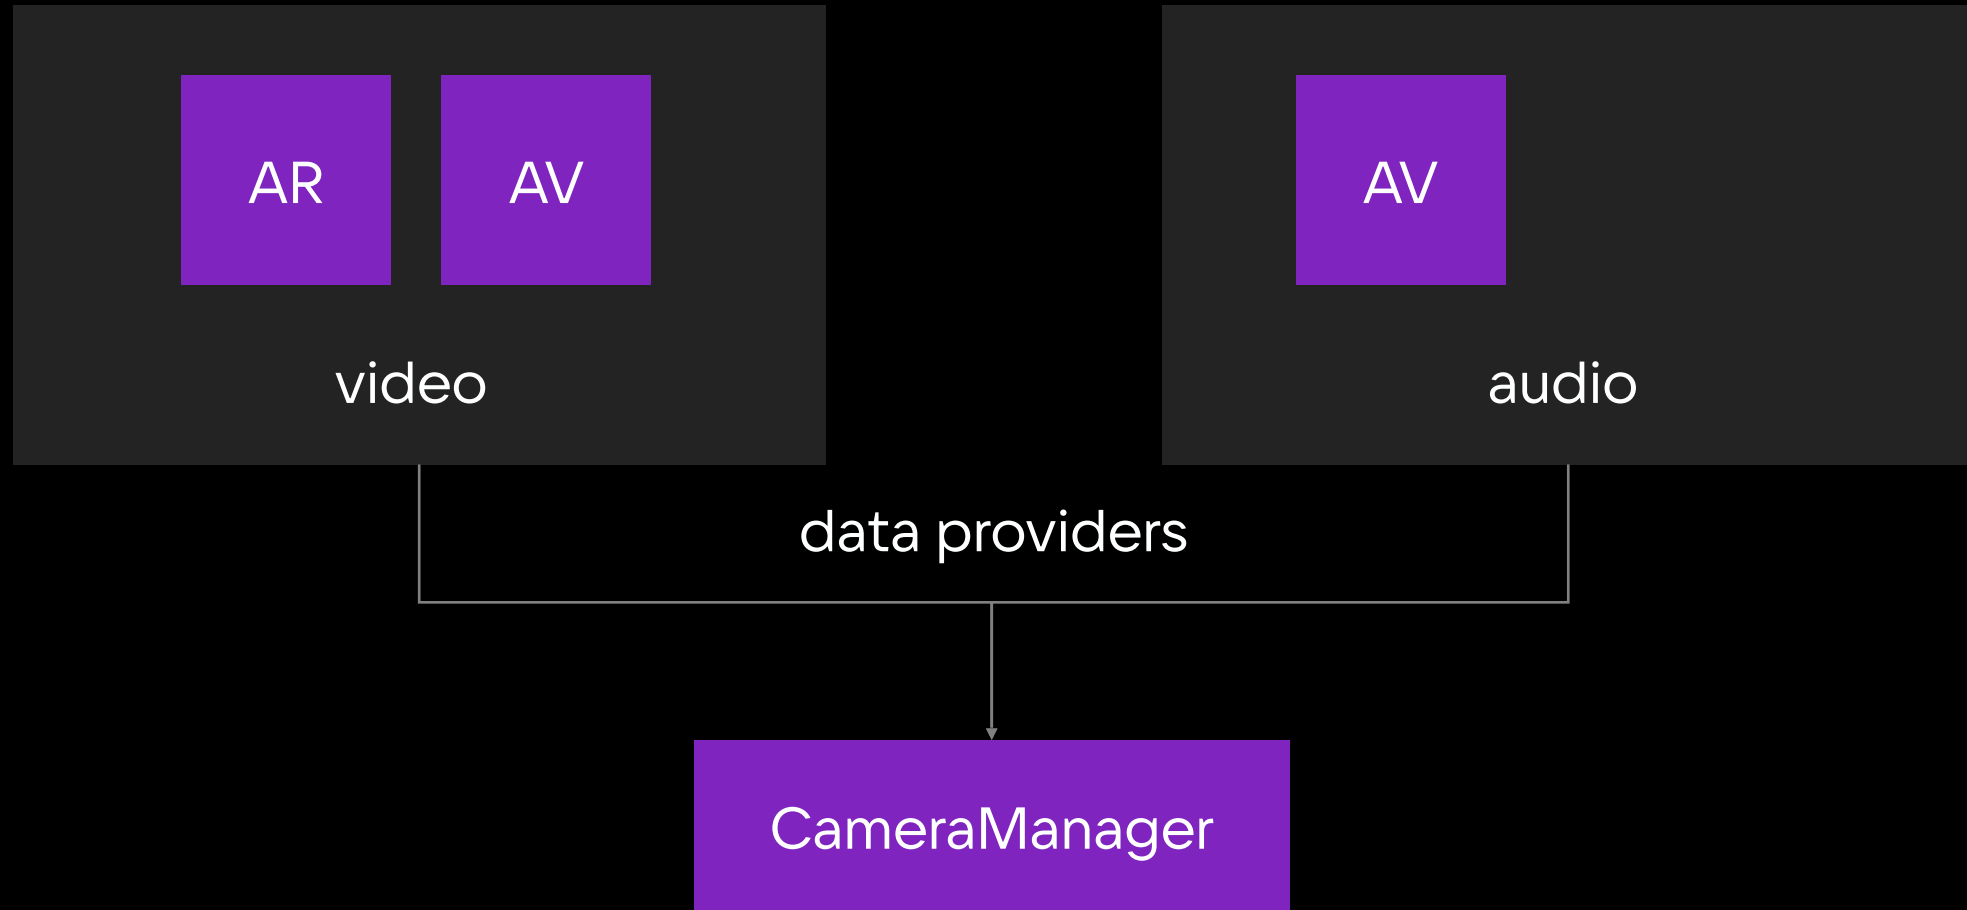 AR
AV
video
AV
audio
data providers
CameraManager